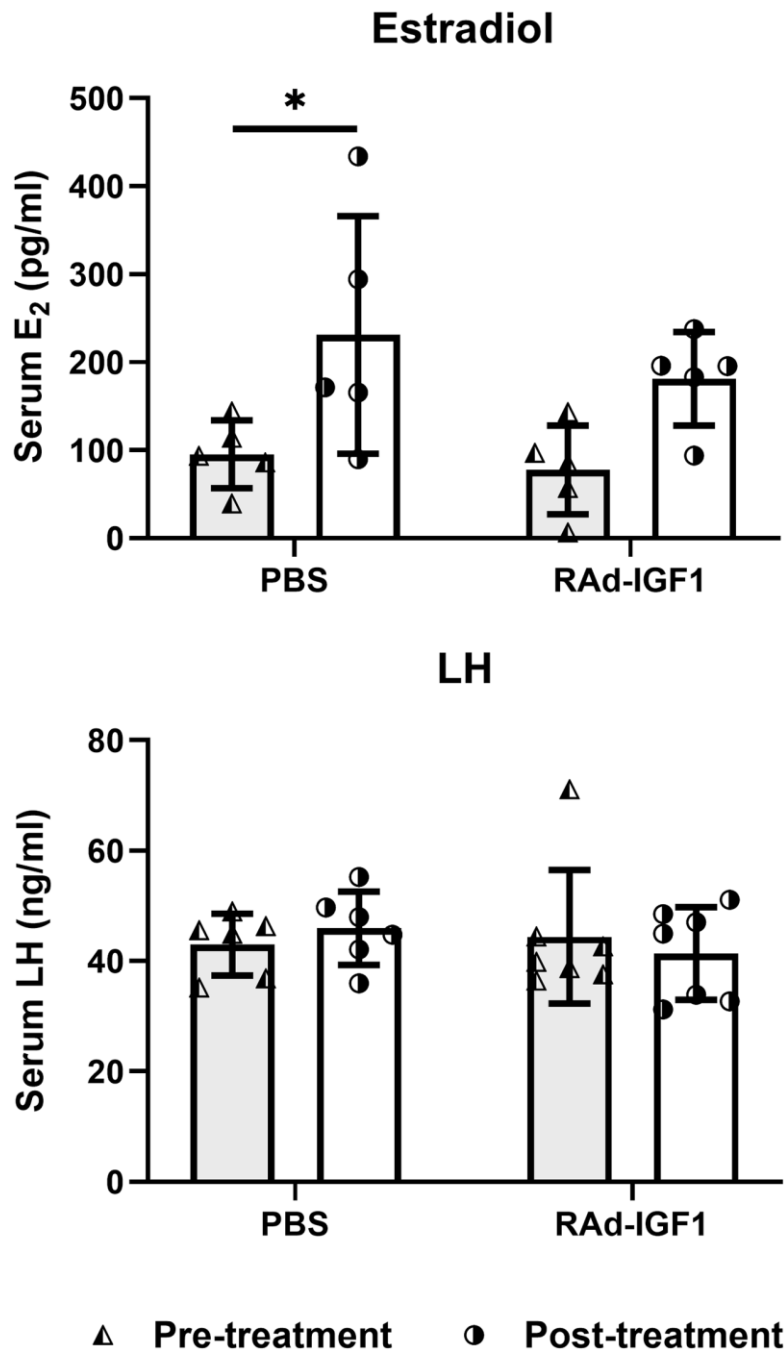 Estradiol
*
Serum E₂ (pg/ml)
500
400
300
200
100
0
PBS RAd-IGF1
LH
Serum LH (ng/ml)
80
60
40
20
0
PBS RAd-IGF1
Pre-treatment Post-treatment